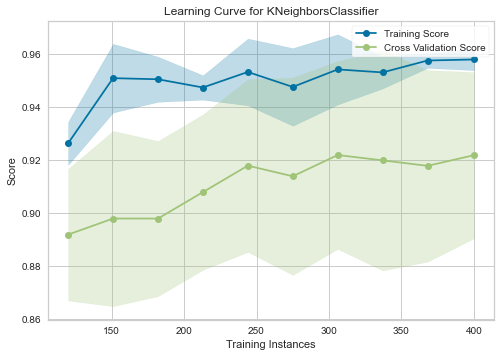 Learning Curve for KNeighborsClassifier
Training Score
Cross Validation Score
0.96
0.94
0.92
0.90
0.88
0.86
Score
150
200
250
300
350
400
Training Instances